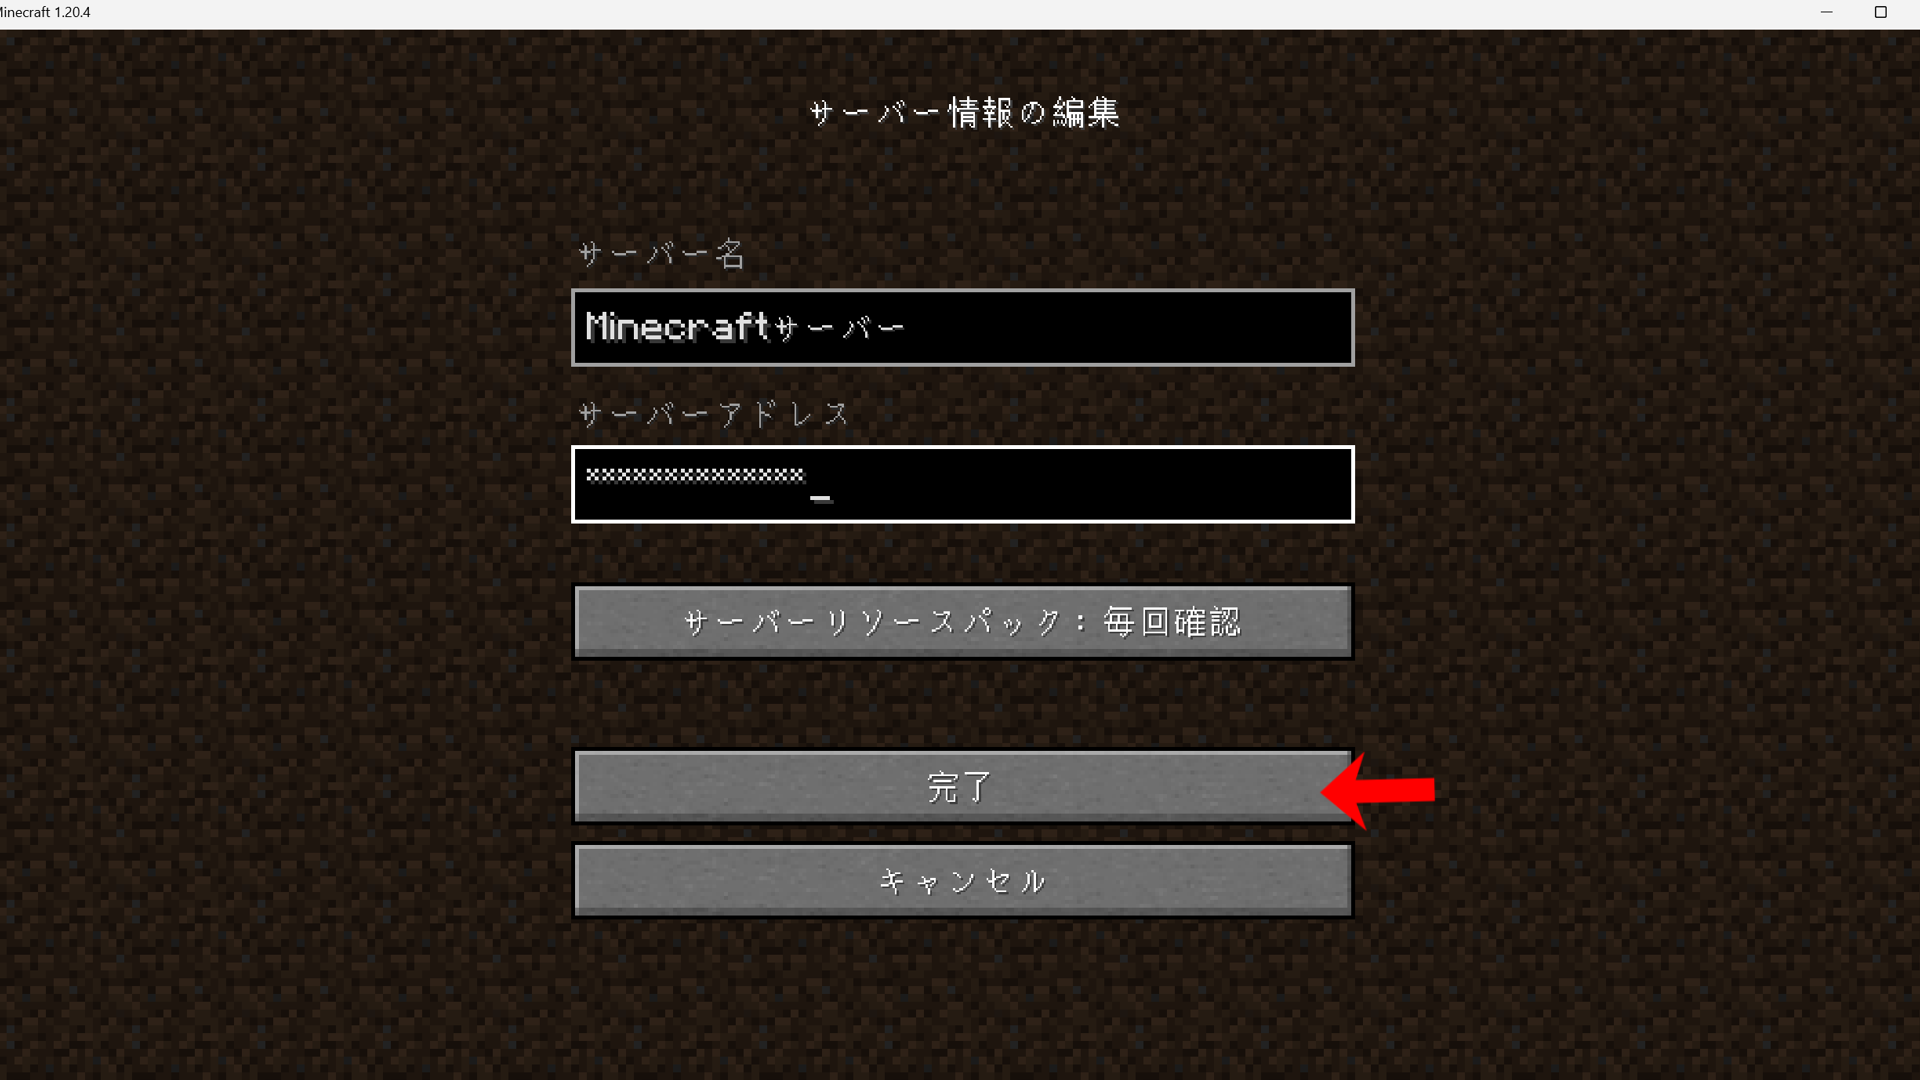 Minecraft 1.20.4
サーバー情報の編集
サーバー名
Minecraftサーバー
サーバーアドレス
××××××××××××××_
サーバーリソースパック：毎回確認
完了
キャンセル